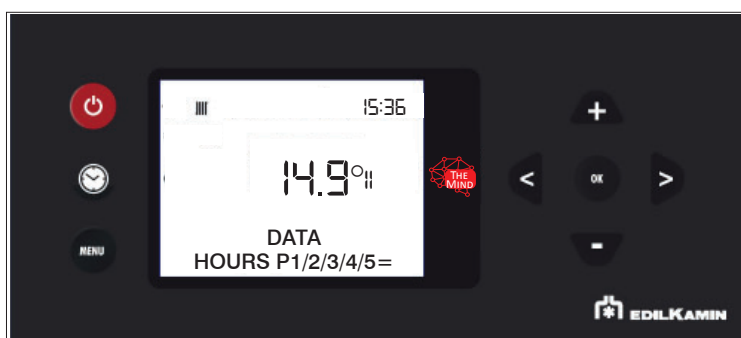 15:36
14.9°
THE
MIND
+
< OK >
MENU
DATA
HOURS P1/2/3/4/5=
-
EDILKAMIN